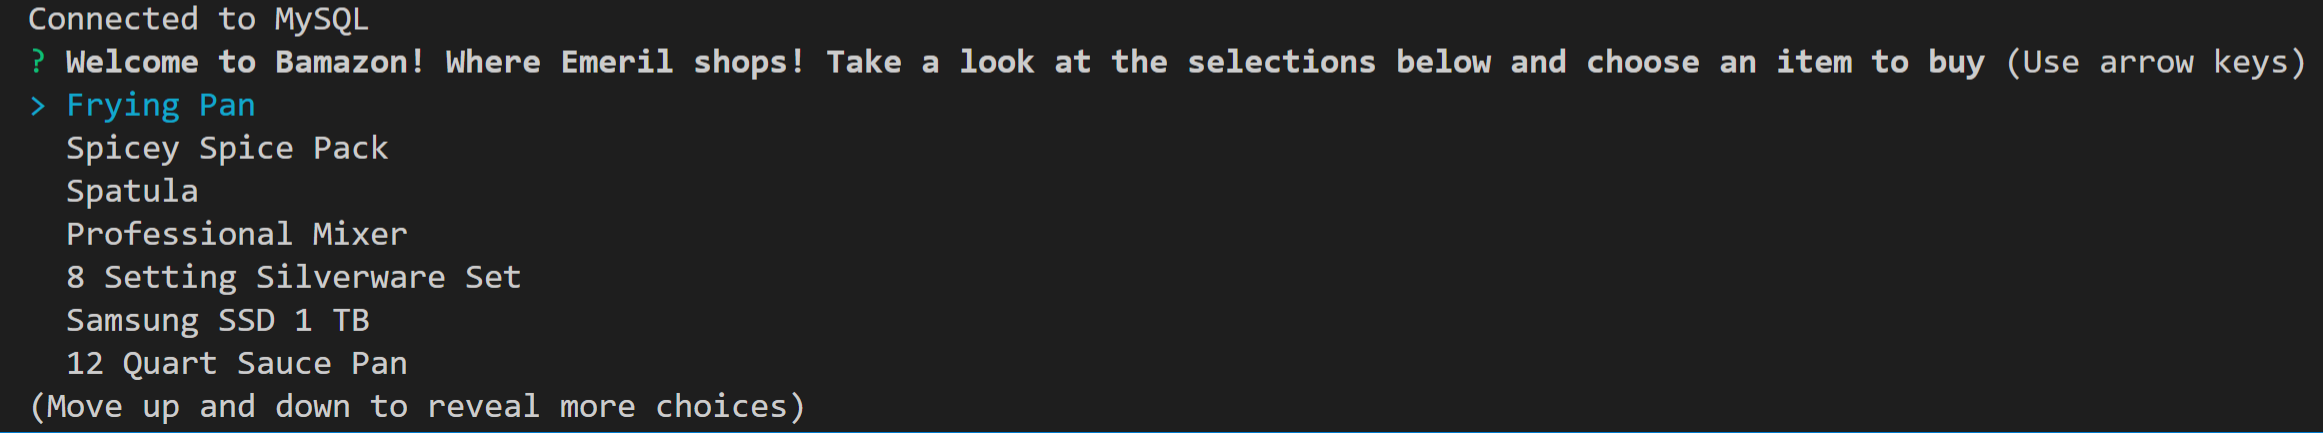 Connected to MySQL
? Welcome to Bamazon! Where Emeril shops! Take a look at the selections below and choose an item to buy (Use arrow keys)
> Frying Pan
Spicey Spice Pack
Spatula
Professional Mixer
8 Setting Silverware Set
Samsung SSD 1 TB
12 Quart Sauce Pan
(Move up and down to reveal more choices)